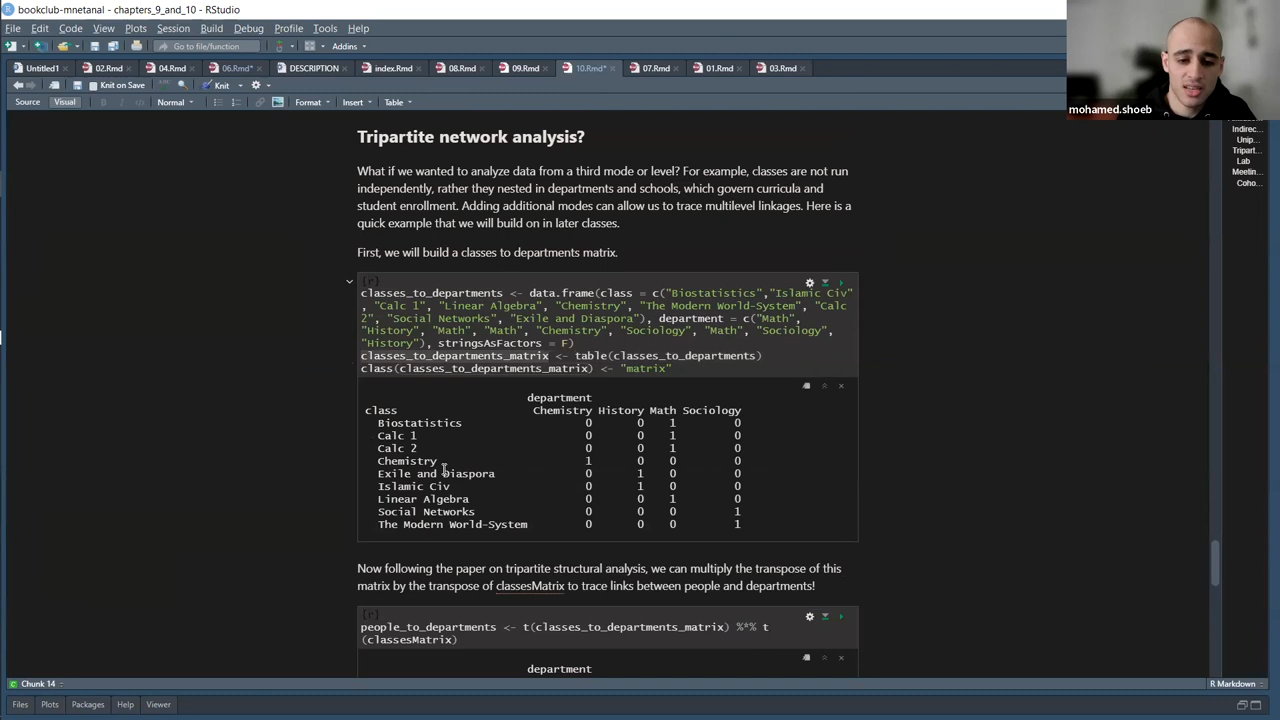 bookclub-mnetanal - chapters_9_and_10 - RStudio
File Edit Code View Plots Session Build Debug Profile Tools Help
Go to file/function Addins
Untitled1 02.Rmd 04.Rmd 06.Rmd* DESCRIPTION index.Rmd 08.Rmd 09.Rmd 10.Rmd* 07.Rmd 01.Rmd 03.Rmd
Knit on Save Knit
Source Visual B I Normal Format Insert Table
mohamed.shoeb
Indirec...
Unip...
Tripart...
Lab
Meetin...
Coho...
Tripartite network analysis?
What if we wanted to analyze data from a third mode or level? For example, classes are not run
independently, rather they nested in departments and schools, which govern curricula and
student enrollment. Adding additional modes can allow us to trace multilevel linkages. Here is a
quick example that we will build on in later classes.
First, we will build a classes to departments matrix.
{r}
classes_to_departments <- data.frame(class = c("Biostatistics","Islamic Civ"
, "Calc 1", "Linear Algebra", "Chemistry", "The Modern World-System", "Calc
2", "Social Networks", "Exile and Diaspora"), department = c("Math",
"History", "Math", "Math", "Chemistry", "Sociology", "Math", "Sociology",
"History"), stringsAsFactors = F)
classes_to_departments_matrix <- table(classes_to_departments)
class(classes_to_departments_matrix) <- "matrix"
department
class Chemistry History Math Sociology
Biostatistics 0 0 1 0
Calc 1 0 0 1 0
Calc 2 0 0 1 0
Chemistry 1 0 0 0
Exile and Diaspora 0 1 0 0
Islamic Civ 0 1 0 0
Linear Algebra 0 0 1 0
Social Networks 0 0 0 1
The Modern World-System 0 0 0 1
Now following the paper on tripartite structural analysis, we can multiply the transpose of this
matrix by the transpose of classesMatrix to trace links between people and departments!
{r}
people_to_departments <- t(classes_to_departments_matrix) %*% t
(classesMatrix)
department
Chunk 14 R Markdown
Files Plots Packages Help Viewer